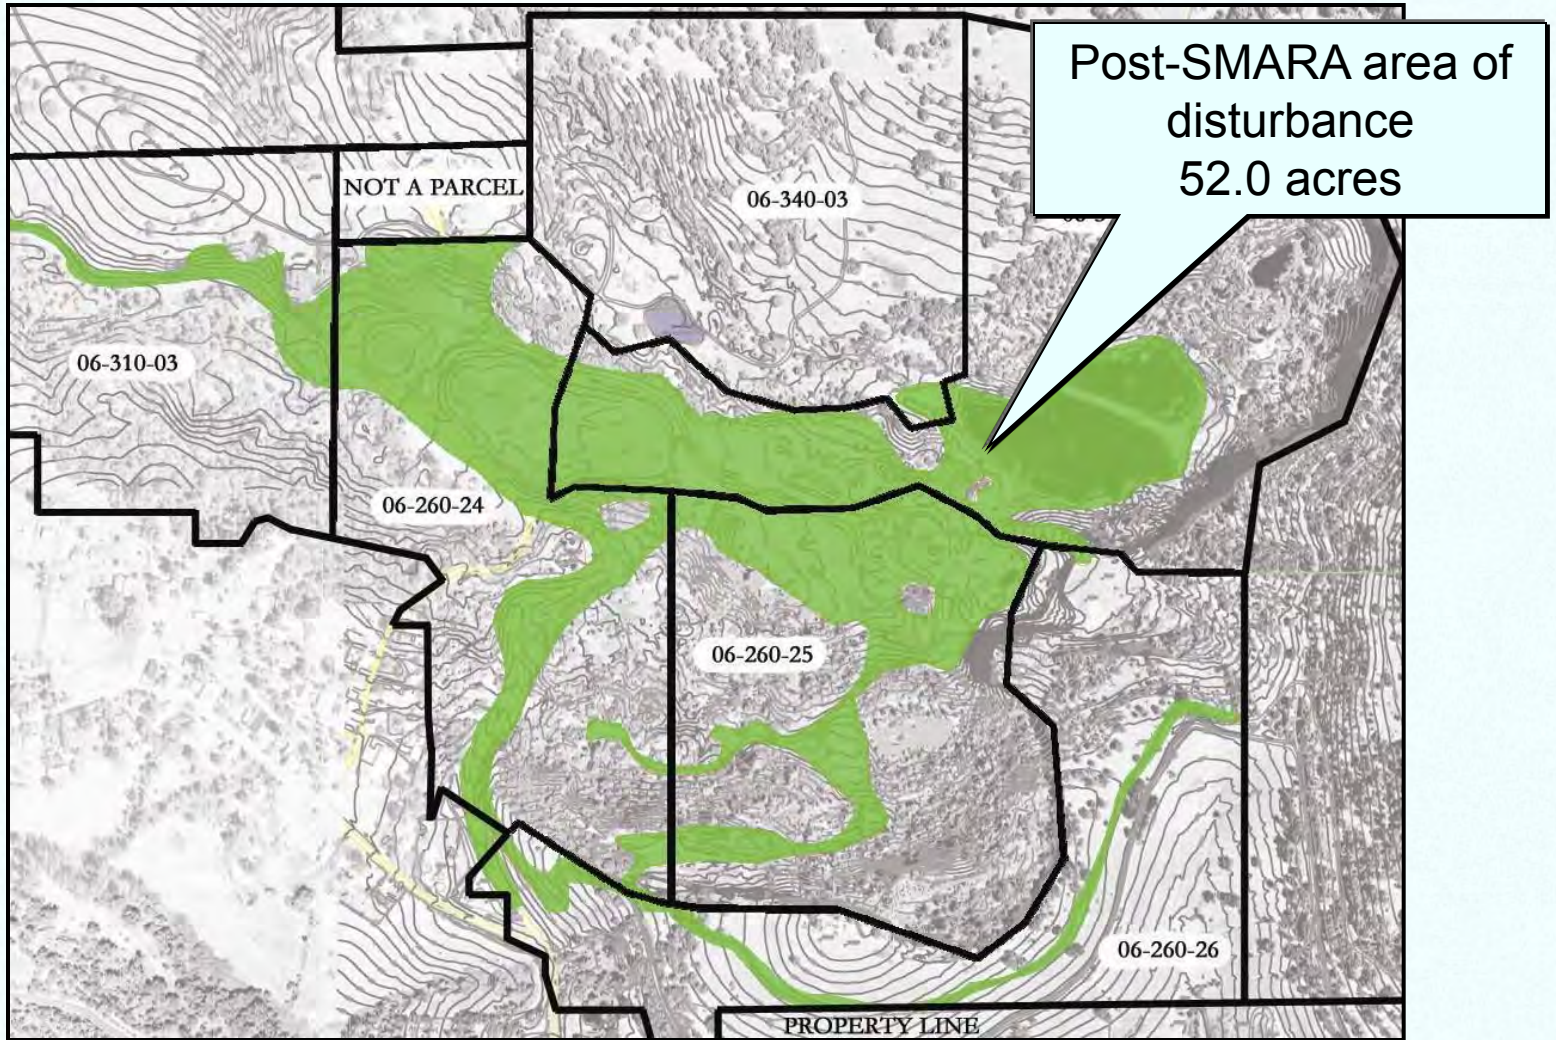 Post-SMARA area of
disturbance
52.0 acres
NOT A PARCEL
06-340-03
06-310-03
06-260-24
06-260-25
06-260-26
PROPERTY LINE